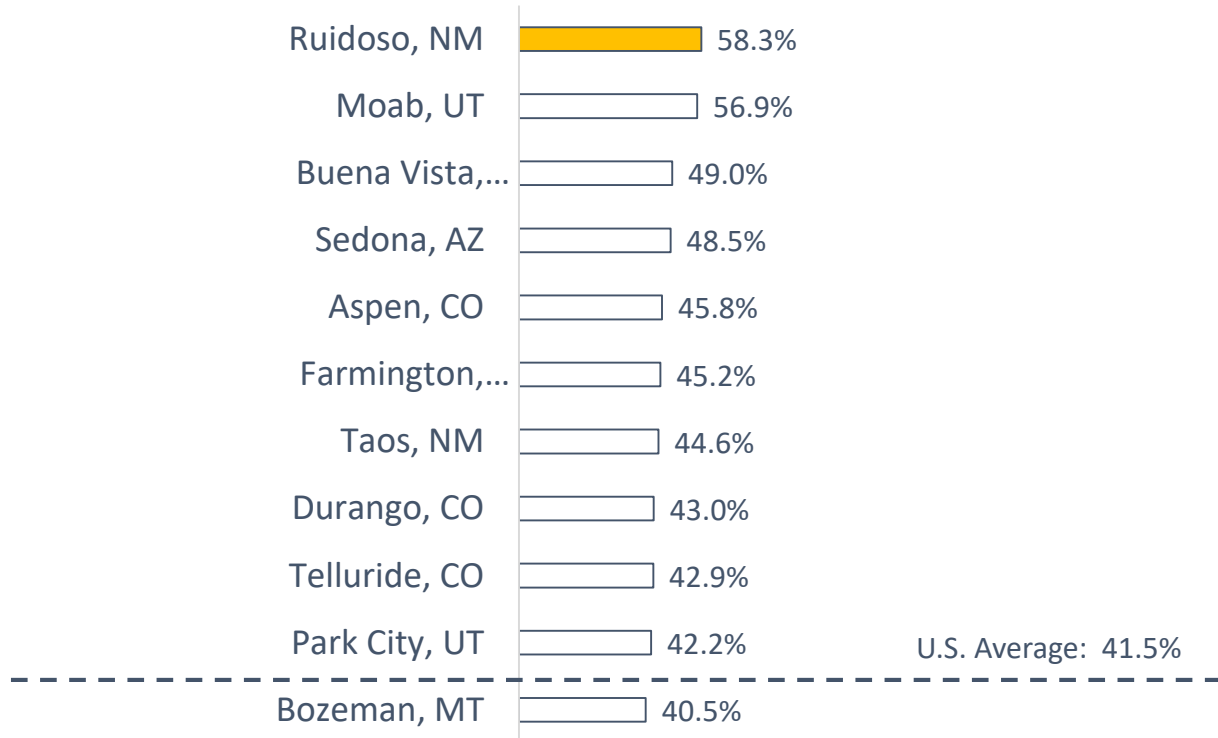 Ruidoso, NM 58.3%
Moab, UT 56.9%
Buena Vista,... 49.0%
Sedona, AZ 48.5%
Aspen, CO 45.8%
Farmington,... 45.2%
Taos, NM 44.6%
Durango, CO 43.0%
Telluride, CO 42.9%
Park City, UT 42.2%
U.S. Average: 41.5%
Bozeman, MT 40.5%